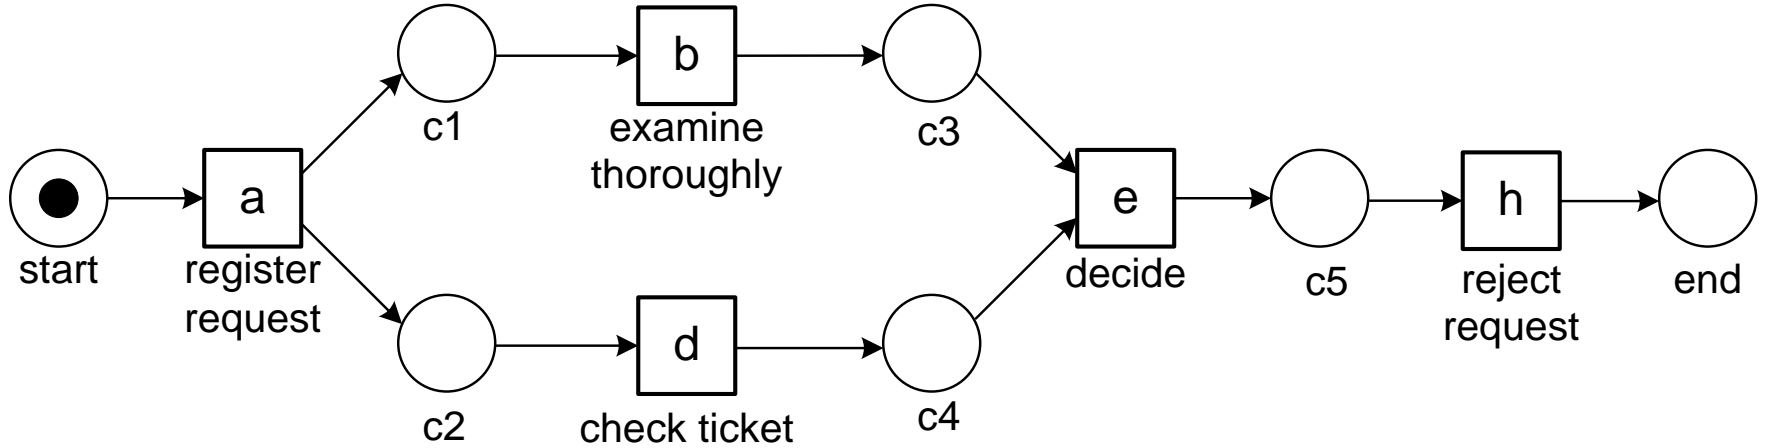 c1
b
examine
thoroughly
c3
start
a
register
request
e
decide
c5
h
reject
request
end
c2
d
check ticket
c4